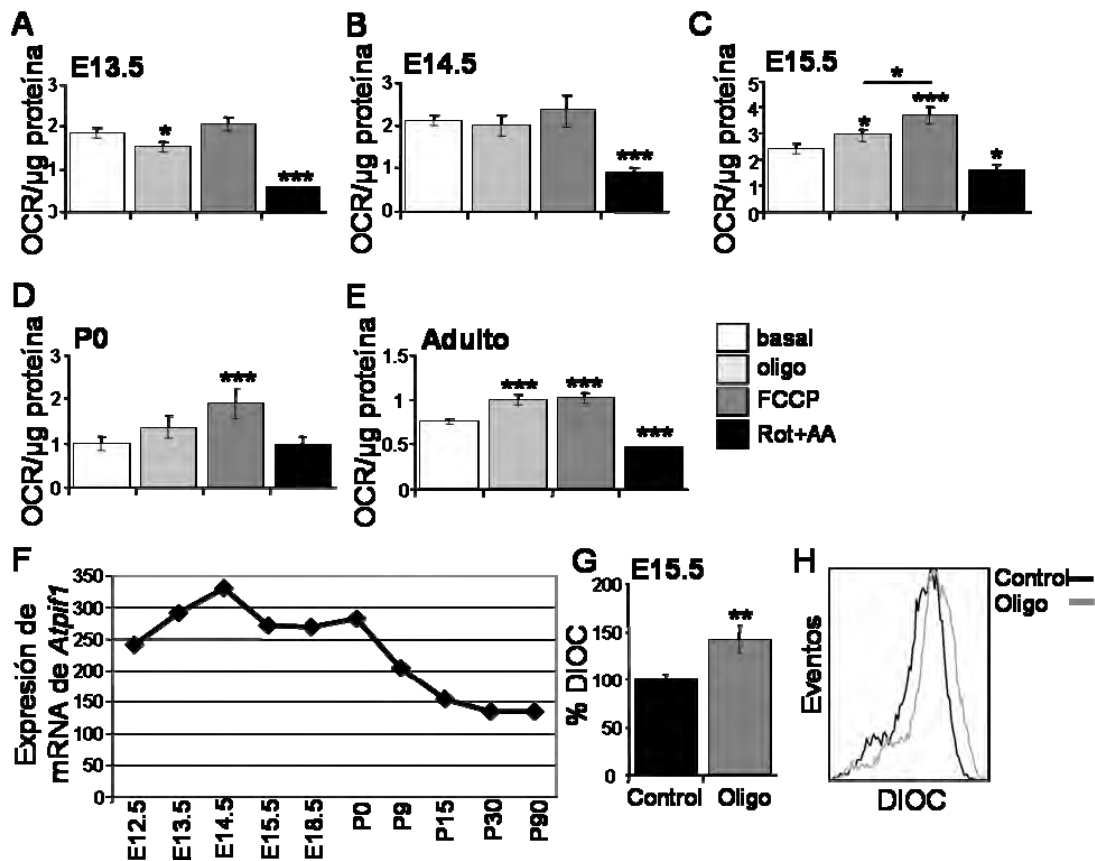 A
E13.5
OCR/µg proteína
3
2
1
0
*
***
B
E14.5
OCR/µg proteína
3
2
1
0
***
C
E15.5
OCR/µg proteína
5
4
3
2
1
0
*
*
***
*
D
P0
OCR/µg proteína
3
2
1
0
***
E
Adulto
OCR/µg proteína
1.5
1
0.5
0
***
***
***
basal
oligo
FCCP
Rot+AA
F
Expresión de
mRNA de Atpif1
350
300
250
200
150
100
50
0
E12.5
E13.5
E14.5
E15.5
E18.5
P0
P9
P15
P30
P90
G
E15.5
% DIOC
200
150
100
50
0
**
Control
Oligo
H
Control
Oligo
Eventos
DIOC